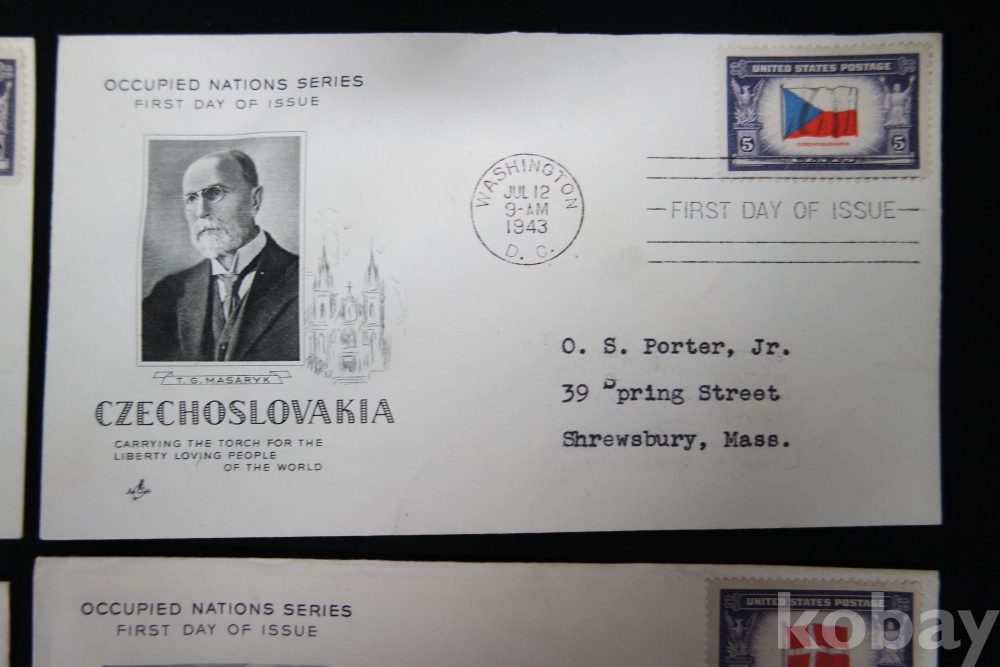 OCCUPIED NATIONS SERIES
FIRST DAY OF ISSUE
T. G. MASARYK
CZECHOSLOVAKIA
CARRYING THE TORCH FOR THE
LIBERTY LOVING PEOPLE
OF THE WORLD
WASHINGTON
JUL 12
9-AM
1943
D. C.
UNITED STATES POSTAGE
CZECHOSLOVAKIA
5 5
FIRST DAY OF ISSUE
O. S. Porter, Jr.
39 Spring Street
Shrewsbury, Mass.
OCCUPIED NATIONS SERIES
FIRST DAY OF ISSUE
UNITED STATES POSTAGE
kobay